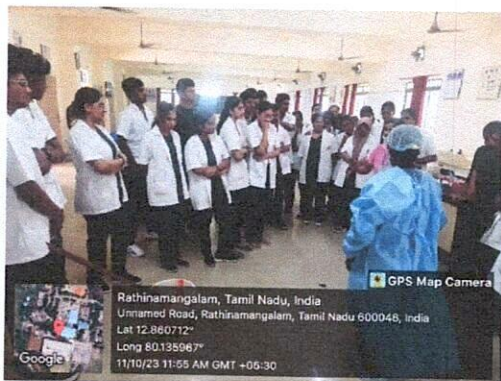 GPS Map Camera
Rathinamangalam, Tamil Nadu, India
Unnamed Road, Rathinamangalam, Tamil Nadu 600048, India
Lat 12.860712°
Long 80.135967°
11/10/23 11:55 AM GMT +05:30
Google